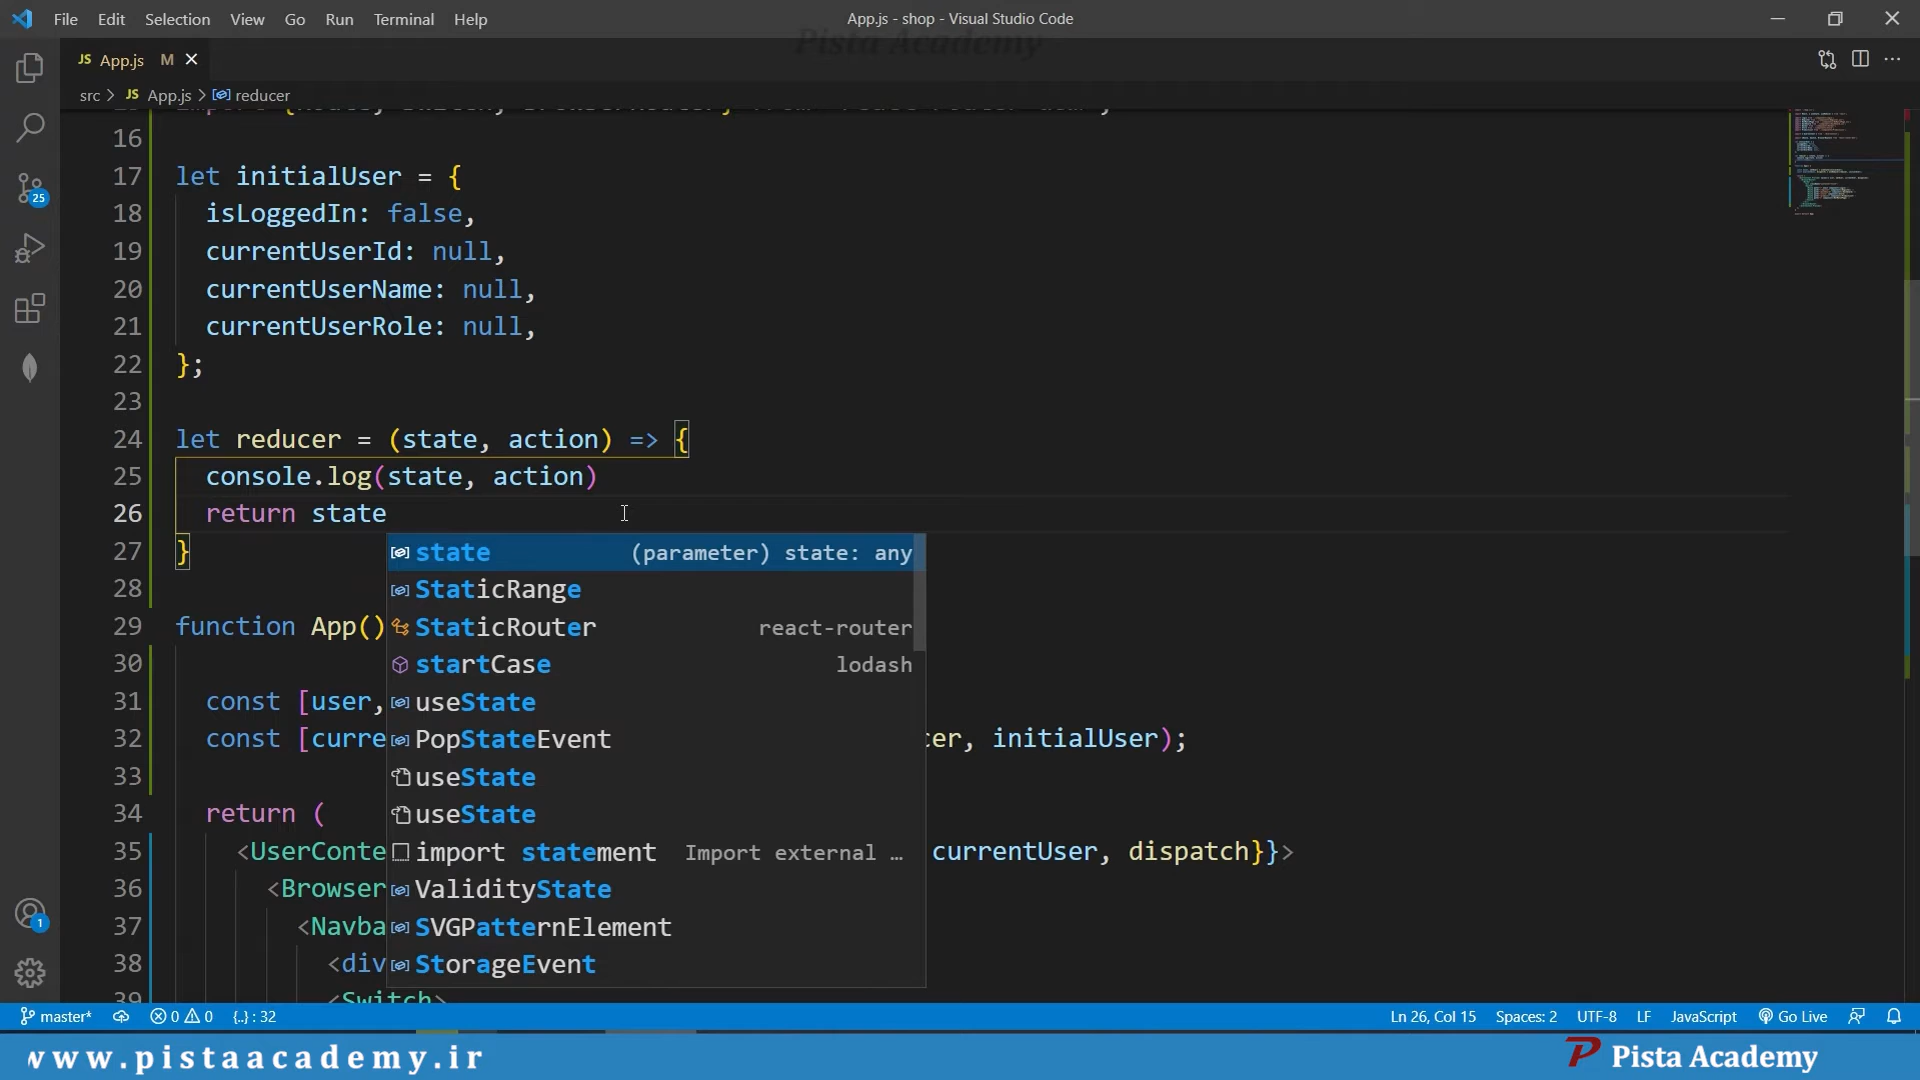 File Edit Selection View Go Run Terminal Help
App.js - shop - Visual Studio Code
Pista Academy
JS App.js M
src > JS App.js > reducer
16
17 let initialUser = {
18 isLoggedIn: false,
19 currentUserId: null,
20 currentUserName: null,
21 currentUserRole: null,
22 };
23
24 let reducer = (state, action) => {
25 console.log(state, action)
26 return state
27 }
state (parameter) state: any
28
StaticRange
29 function App()
StaticRouter react-router
30
startCase lodash
31 const [user,
useState
32 const [curre
PopStateEvent
cer, initialUser);
33
useState
34 return (
useState
35 <UserConte
import statement Import external …
currentUser, dispatch}}>
36 <Browser
ValidityState
37 <Navba
SVGPatternElement
38 <div
StorageEvent
39 <Switch>
25
1
master* 0 0 {..} : 32 Ln 26, Col 15 Spaces: 2 UTF-8 LF JavaScript Go Live
www.pistaacademy.ir
Pista Academy